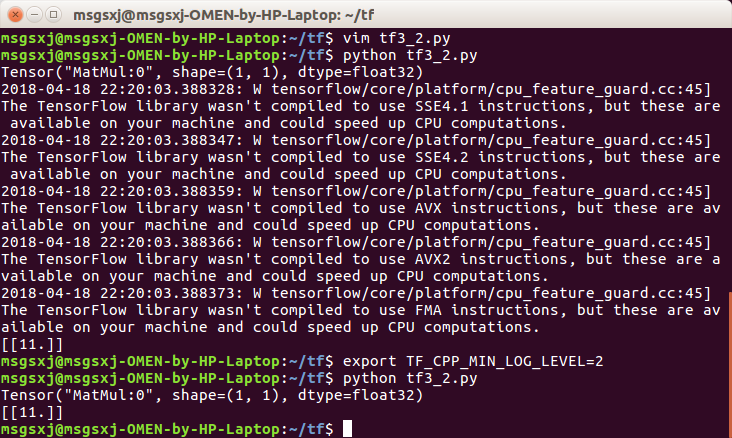 msgsxj@msgsxj-OMEN-by-HP-Laptop: ~/tf
msgsxj@msgsxj-OMEN-by-HP-Laptop:~/tf$ vim tf3_2.py
msgsxj@msgsxj-OMEN-by-HP-Laptop:~/tf$ python tf3_2.py
Tensor("MatMul:0", shape=(1, 1), dtype=float32)
2018-04-18 22:20:03.388328: W tensorflow/core/platform/cpu_feature_guard.cc:45]
The TensorFlow library wasn't compiled to use SSE4.1 instructions, but these are
 available on your machine and could speed up CPU computations.
2018-04-18 22:20:03.388347: W tensorflow/core/platform/cpu_feature_guard.cc:45]
The TensorFlow library wasn't compiled to use SSE4.2 instructions, but these are
 available on your machine and could speed up CPU computations.
2018-04-18 22:20:03.388359: W tensorflow/core/platform/cpu_feature_guard.cc:45]
The TensorFlow library wasn't compiled to use AVX instructions, but these are av
ailable on your machine and could speed up CPU computations.
2018-04-18 22:20:03.388366: W tensorflow/core/platform/cpu_feature_guard.cc:45]
The TensorFlow library wasn't compiled to use AVX2 instructions, but these are a
vailable on your machine and could speed up CPU computations.
2018-04-18 22:20:03.388373: W tensorflow/core/platform/cpu_feature_guard.cc:45]
The TensorFlow library wasn't compiled to use FMA instructions, but these are av
ailable on your machine and could speed up CPU computations.
[[11.]]
msgsxj@msgsxj-OMEN-by-HP-Laptop:~/tf$ export TF_CPP_MIN_LOG_LEVEL=2
msgsxj@msgsxj-OMEN-by-HP-Laptop:~/tf$ python tf3_2.py
Tensor("MatMul:0", shape=(1, 1), dtype=float32)
[[11.]]
msgsxj@msgsxj-OMEN-by-HP-Laptop:~/tf$